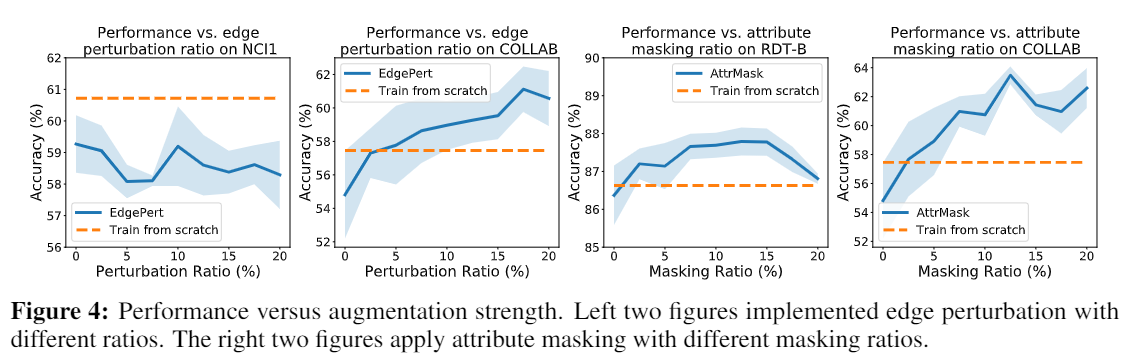 Performance vs. edge
perturbation ratio on NCI1
62
61
60
59
58
57
56
Accuracy (%)
EdgePert
Train from scratch
0 5 10 15 20
Perturbation Ratio (%)
Performance vs. edge
perturbation ratio on COLLAB
62
60
58
56
54
52
Accuracy (%)
EdgePert
Train from scratch
0 5 10 15 20
Perturbation Ratio (%)
Performance vs. attribute
masking ratio on RDT-B
90
89
88
87
86
85
Accuracy (%)
AttrMask
Train from scratch
0 5 10 15 20
Masking Ratio (%)
Performance vs. attribute
masking ratio on COLLAB
64
62
60
58
56
54
52
Accuracy (%)
AttrMask
Train from scratch
0 5 10 15 20
Masking Ratio (%)
Figure 4: Performance versus augmentation strength. Left two figures implemented edge perturbation with
different ratios. The right two figures apply attribute masking with different masking ratios.